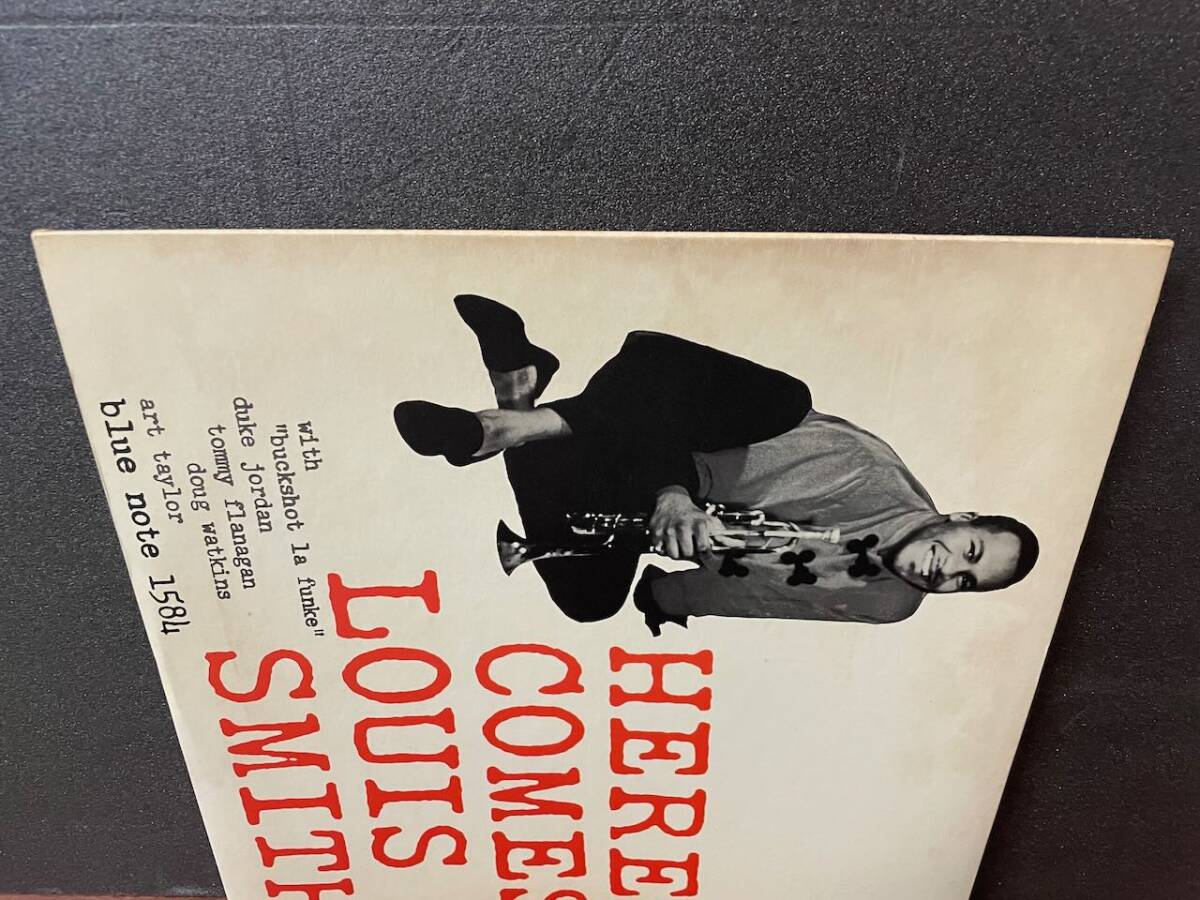 HERE
COMES
LOUIS
SMITH
with
"buckshot la funke"
duke jordan
tommy flanagan
doug watkins
art taylor
blue note 1584